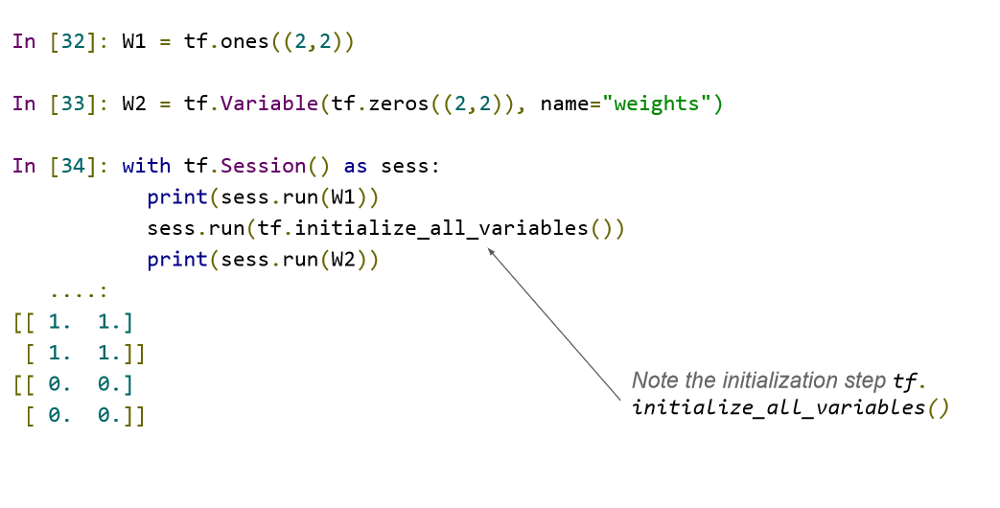 In [32]: W1 = tf.ones((2,2))
In [33]: W2 = tf.Variable(tf.zeros((2,2)), name="weights")
In [34]: with tf.Session() as sess:
print(sess.run(W1))
sess.run(tf.initialize_all_variables())
print(sess.run(W2))
....:
[[ 1.  1.]
[ 1.  1.]]
[[ 0.  0.]
[ 0.  0.]]
Note the initialization step tf.
initialize_all_variables()